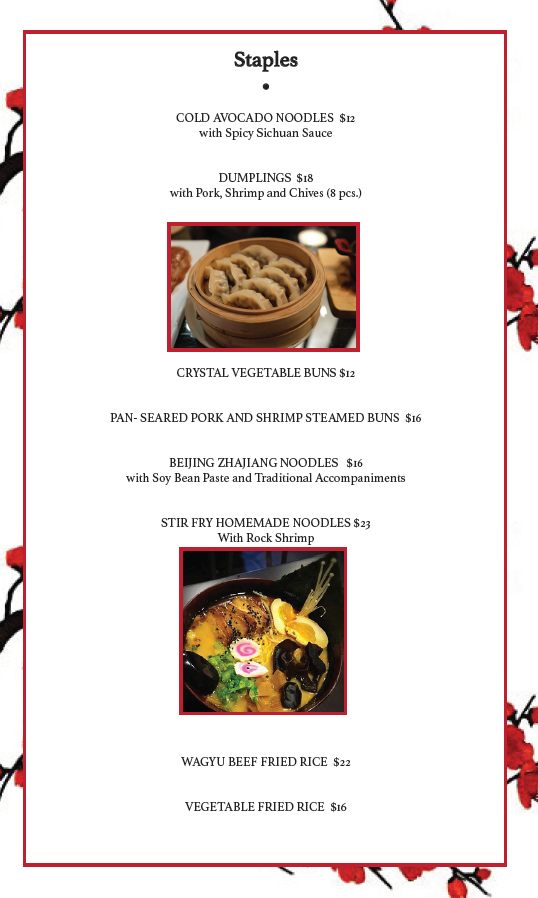 Staples
•
COLD AVOCADO NOODLES $12
with Spicy Sichuan Sauce
DUMPLINGS $18
with Pork, Shrimp and Chives (8 pcs.)
CRYSTAL VEGETABLE BUNS $12
PAN- SEARED PORK AND SHRIMP STEAMED BUNS $16
BEIJING ZHAJIANG NOODLES $16
with Soy Bean Paste and Traditional Accompaniments
STIR FRY HOMEMADE NOODLES $23
With Rock Shrimp
WAGYU BEEF FRIED RICE $22
VEGETABLE FRIED RICE $16